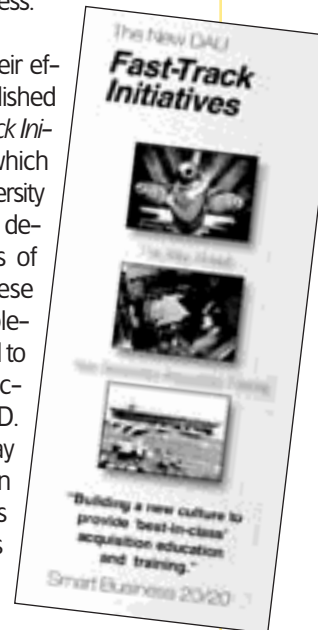 ess.
eir ef-
lished
ck Ini-
which
ersity
de-
s of
ese
ple-
l to
c-
D.
ay
n
s
s
The New DAU
Fast-Track
Initiatives
"Building a new culture to
provide 'best-in-class'
acquisition education
and training."
Smart Business 20/20